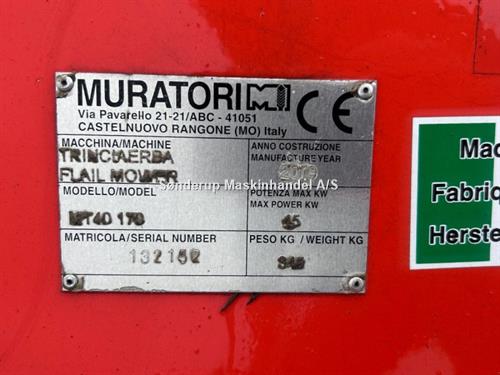 MURATORI
Via Pavarello 21-21/ABC - 41051
CASTELNUOVO RANGONE (MO) Italy
CE
MACCHINA/MACHINE
TRINCIAERBA
FLAIL MOWER
ANNO COSTRUZIONE
MANUFACTURE YEAR
Sønderup Maskinhandel A/S
MODELLO/MODEL
MT40 170
POTENZA MAX KW
MAX POWER KW
45
MATRICOLA/SERIAL NUMBER
132152
PESO KG / WEIGHT KG
Mac
Fabriq
Herste